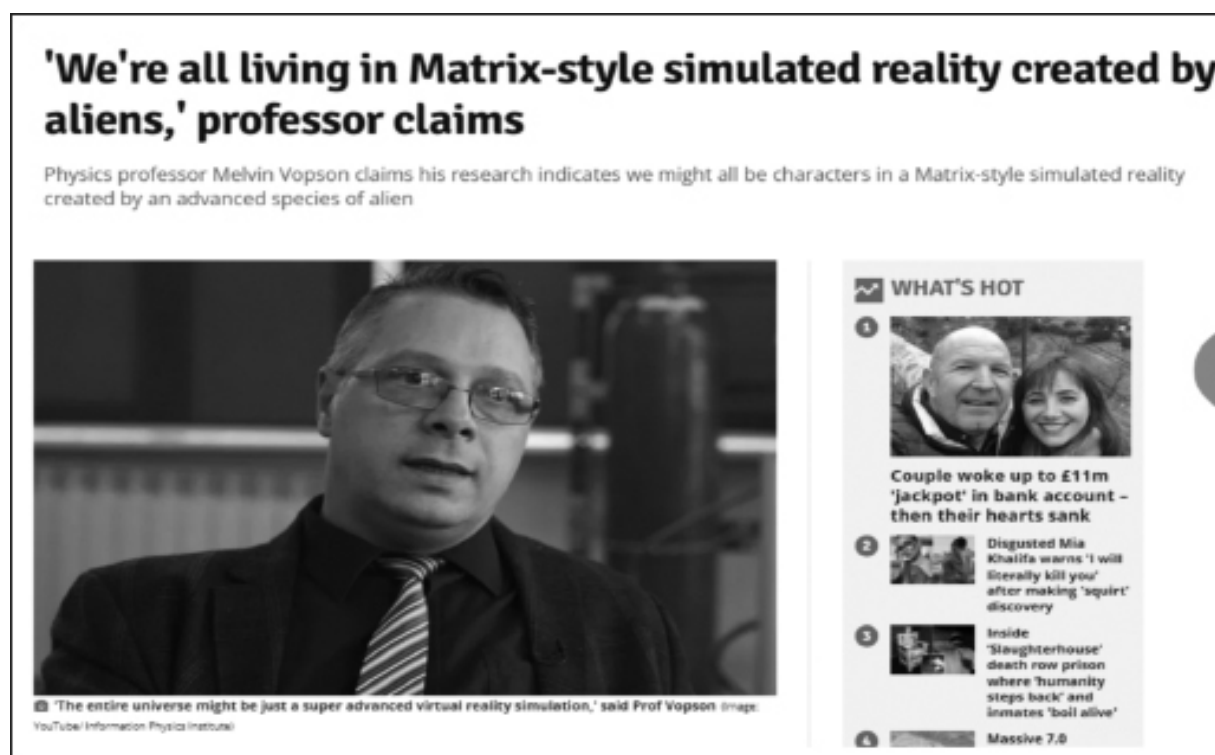 'We're all living in Matrix-style simulated reality created by
aliens,' professor claims
Physics professor Melvin Vopson claims his research indicates we might all be characters in a Matrix-style simulated reality
created by an advanced species of alien
'The entire universe might be just a super advanced virtual reality simulation,' said Prof Vopson (Image:
YouTube/ Information Physics Institute)
WHAT'S HOT
1
Couple woke up to £11m
'jackpot' in bank account –
then their hearts sank
2
Disgusted Mia
Khalifa warns 'I will
literally kill you'
after making 'squirt'
discovery
3
Inside
'Slaughterhouse'
death row prison
where 'humanity
steps back' and
inmates 'boil alive'
4
Massive 7.0